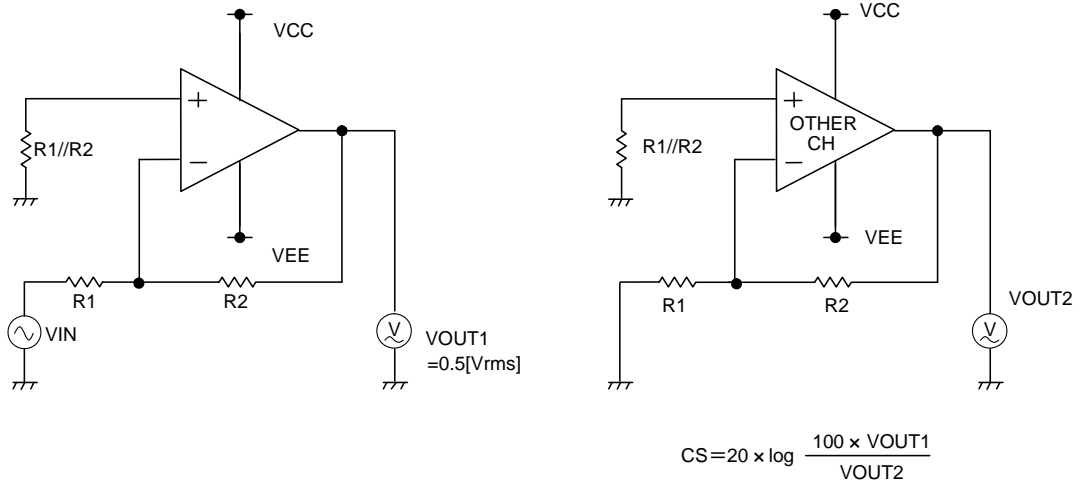 VCC
+
R1//R2
−
VEE
R1
R2
VIN
V
VOUT1
=0.5[Vrms]
VCC
+
OTHER
CH
R1//R2
−
VEE
R1
R2
VOUT2
V
CS=20×log 100×VOUT1
VOUT2